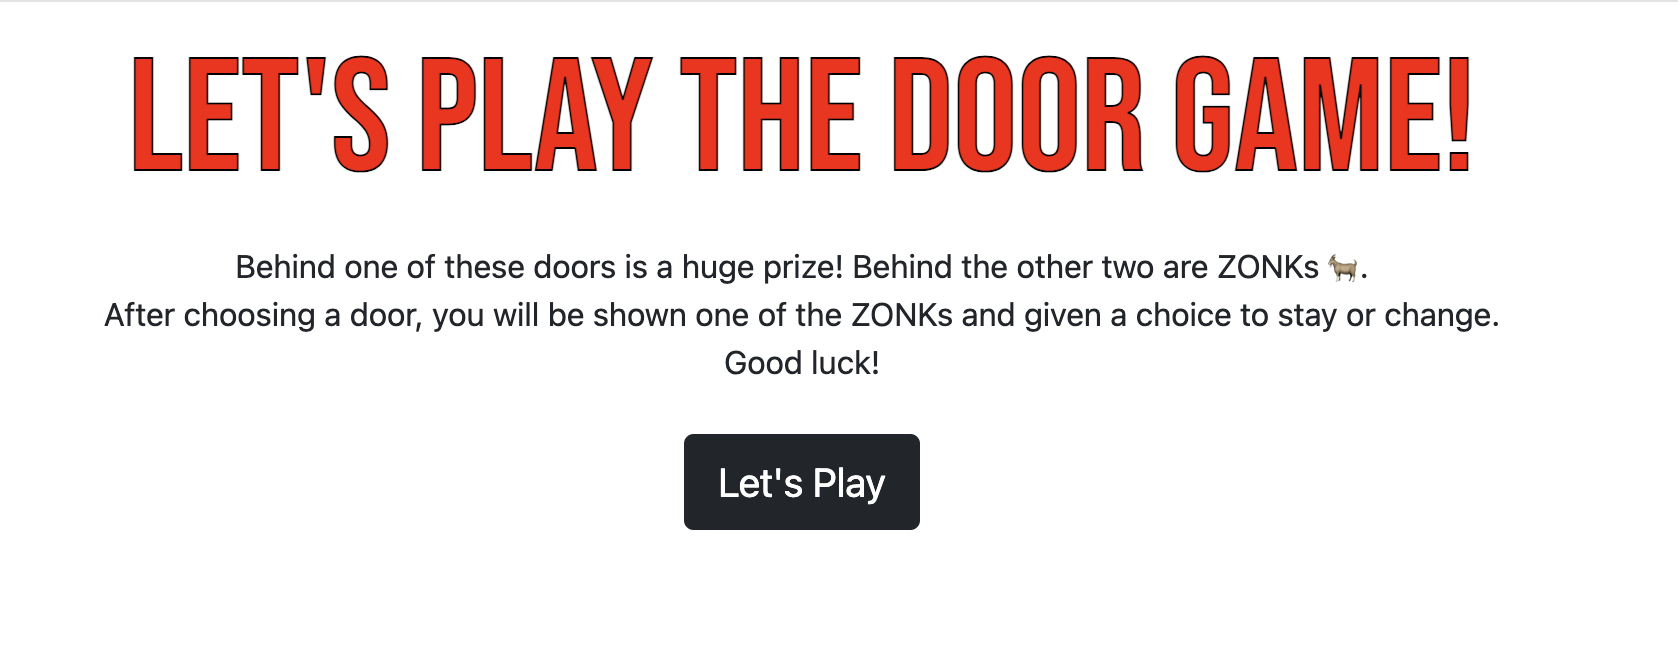 LET'S PLAY THE DOOR GAME!
Behind one of these doors is a huge prize! Behind the other two are ZONKs 🐐.
After choosing a door, you will be shown one of the ZONKs and given a choice to stay or change.
Good luck!
Let's Play